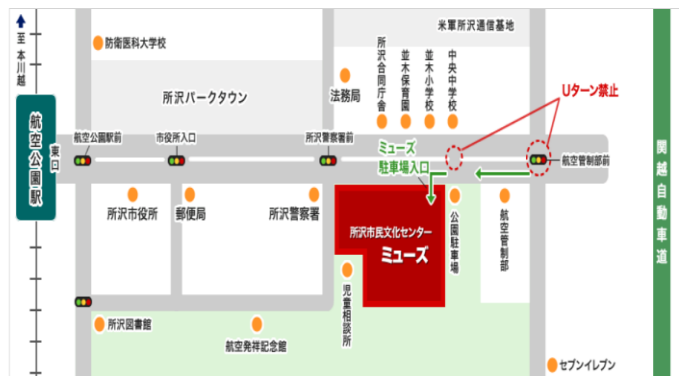 至 本川越
防衛医科大学校
米軍所沢通信基地
所沢合同庁舎
並木保育園
並木小学校
中央中学校
法務局
所沢パークタウン
Uターン禁止
航空公園駅
東口
航空公園駅前
市役所入口
所沢警察署前
ミューズ
駐車場入口
航空管制部前
関越自動車道
所沢市役所
郵便局
所沢警察署
所沢市民文化センター
ミューズ
公園駐車場
航空管制部
児童相談所
所沢図書館
航空発祥記念館
セブンイレブン